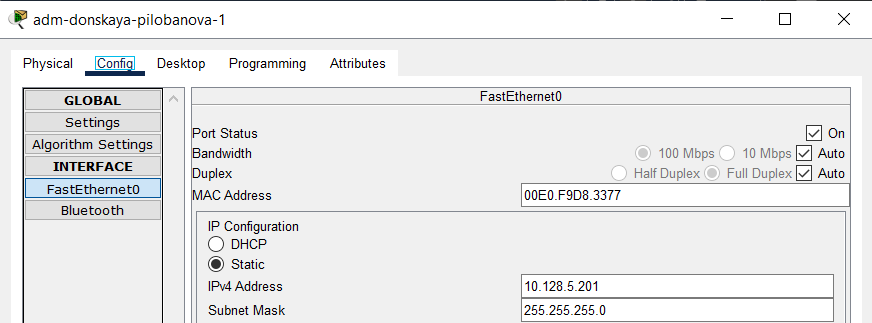 adm-donskaya-pilobanova-1
Physical Config Desktop Programming Attributes
GLOBAL
Settings
Algorithm Settings
INTERFACE
FastEthernet0
Bluetooth
FastEthernet0
Port Status On
Bandwidth 100 Mbps 10 Mbps Auto
Duplex Half Duplex Full Duplex Auto
MAC Address 00E0.F9D8.3377
IP Configuration
DHCP
Static
IPv4 Address 10.128.5.201
Subnet Mask 255.255.255.0